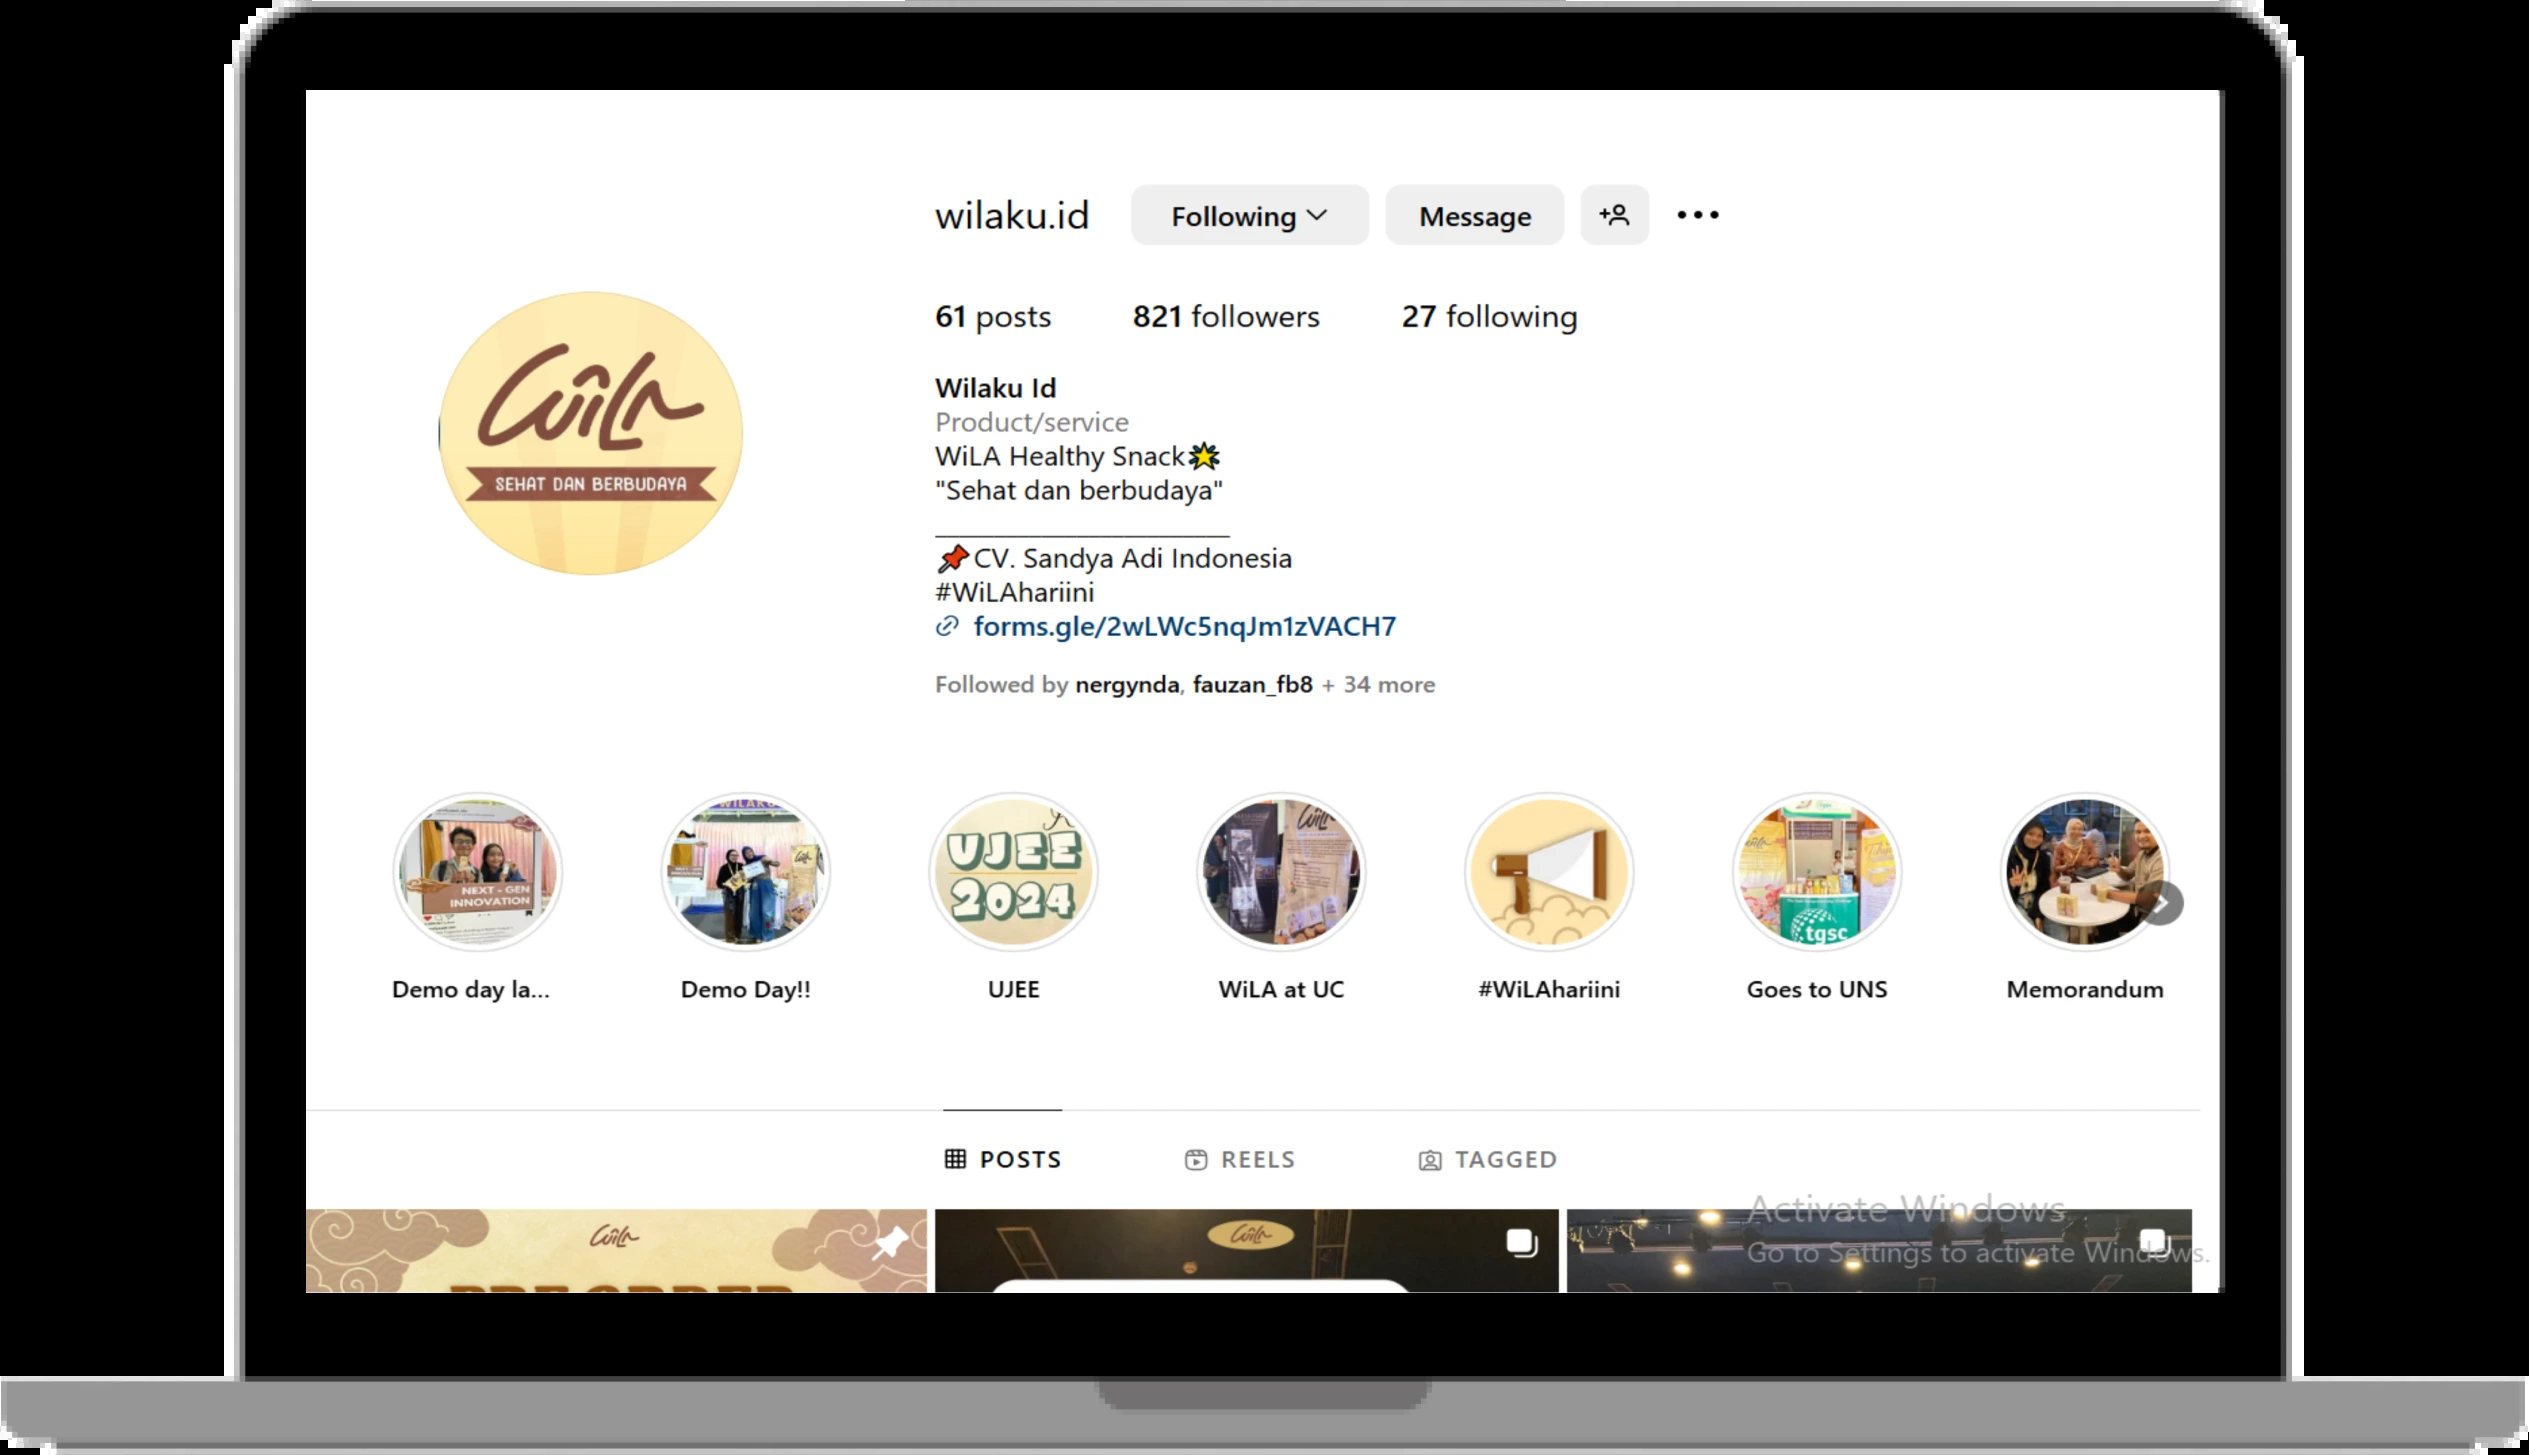 wilaku.id Following Message
61 posts 821 followers 27 following
WiLA
SEHAT DAN BERBUDAYA
Wilaku Id
Product/service
WiLA Healthy Snack
"Sehat dan berbudaya"
CV. Sandya Adi Indonesia
#WiLAhariini
forms.gle/2wLWc5nqJm1zVACH7
Followed by nergynda, fauzan_fb8 + 34 more
NEXT - GEN
INNOVATION
UJEE
2024
WiLA
tgsc
Demo day la... Demo Day!! UJEE WiLA at UC #WiLAhariini Goes to UNS Memorandum
POSTS REELS TAGGED
Activate Windows
Go to Settings to activate Windows.
WiLA
WiLA
PRE ORDER